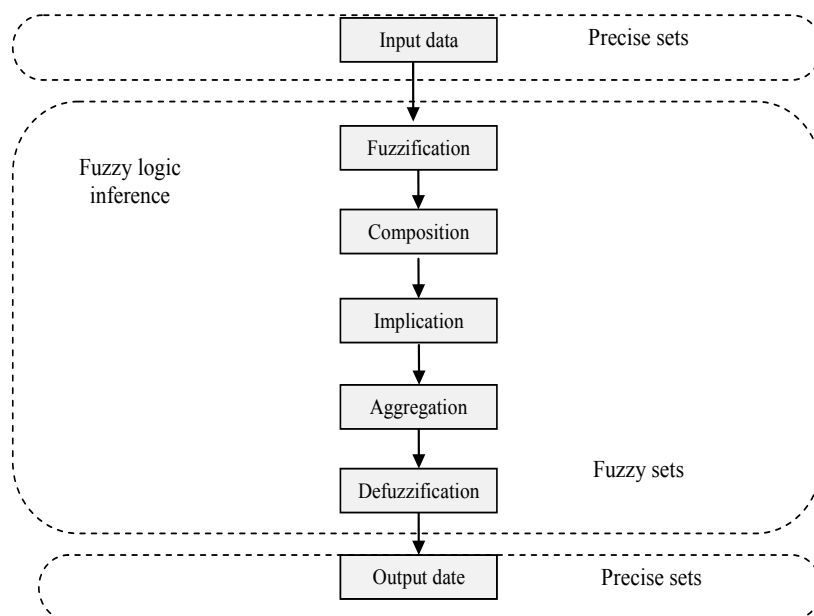 Input data
Precise sets
Fuzzification
Fuzzy logic
inference
Composition
Implication
Aggregation
Fuzzy sets
Defuzzification
Output date
Precise sets